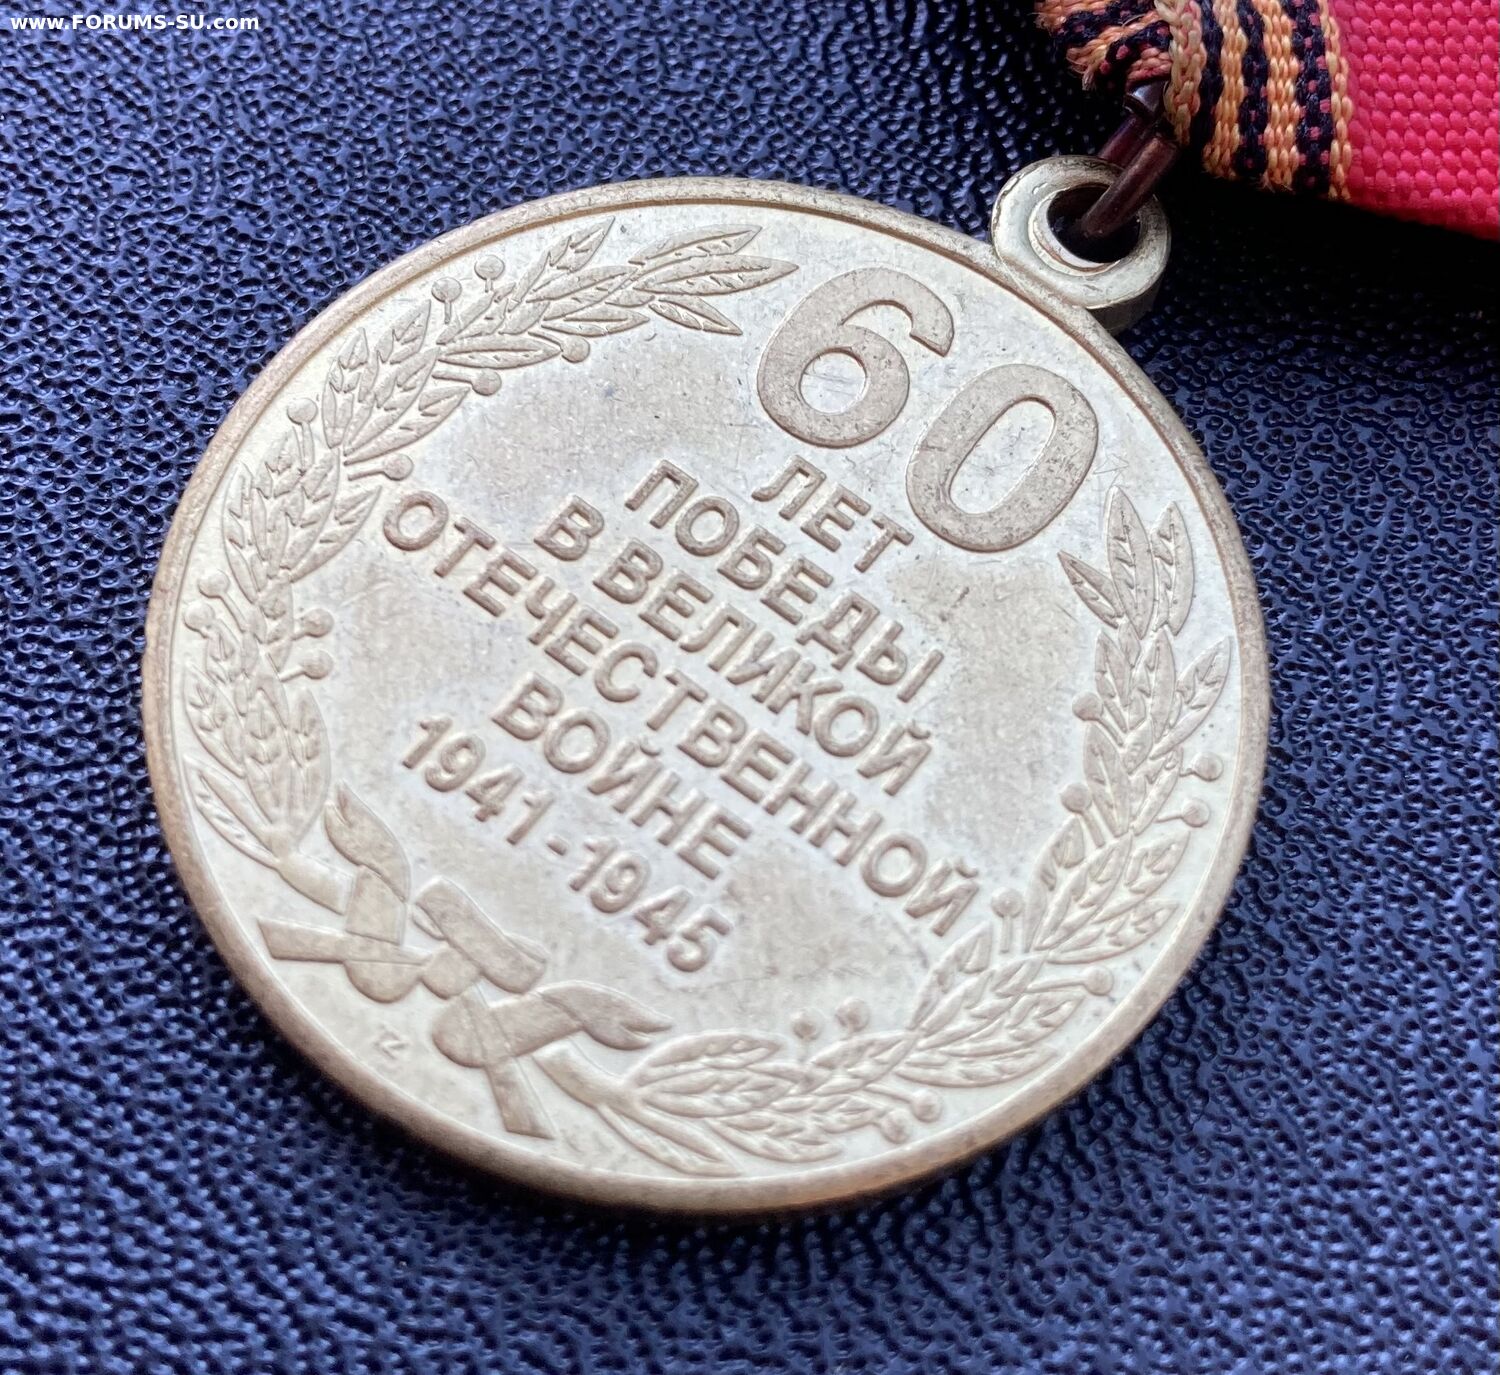 www.FORUMS-SU.com
60
ЛЕТ
ПОБЕДЫ
В ВЕЛИКОЙ
ОТЕЧЕСТВЕННОЙ
ВОЙНЕ
1941-1945